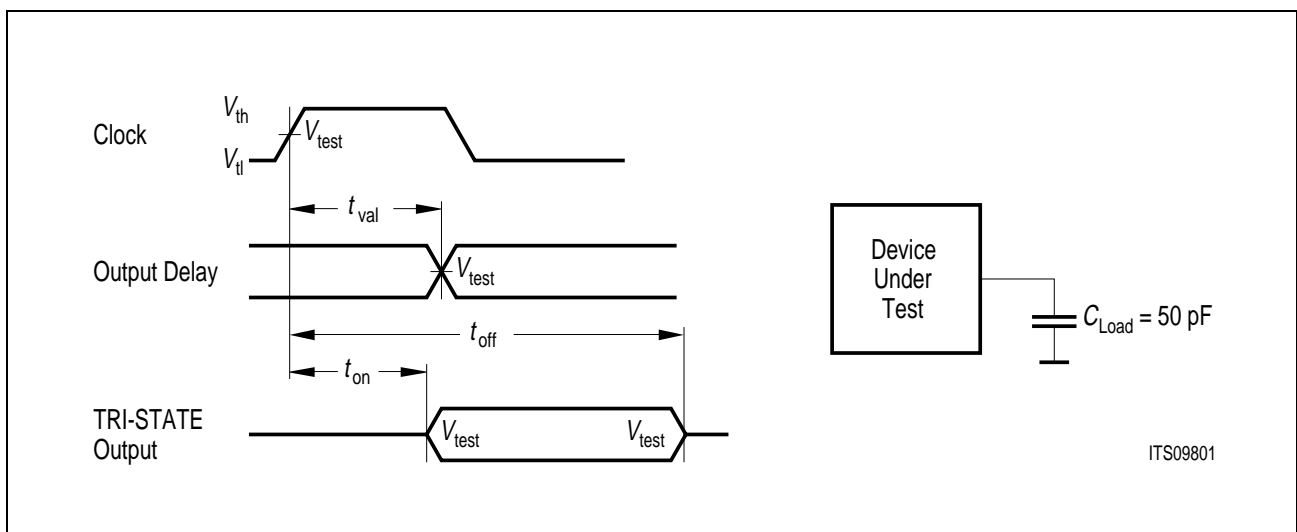 Clock
Vth
Vtl
Vtest
tval
Output Delay
Vtest
toff
ton
TRI-STATE
Output
Vtest
Vtest
Device
Under
Test
CLoad = 50 pF
ITS09801